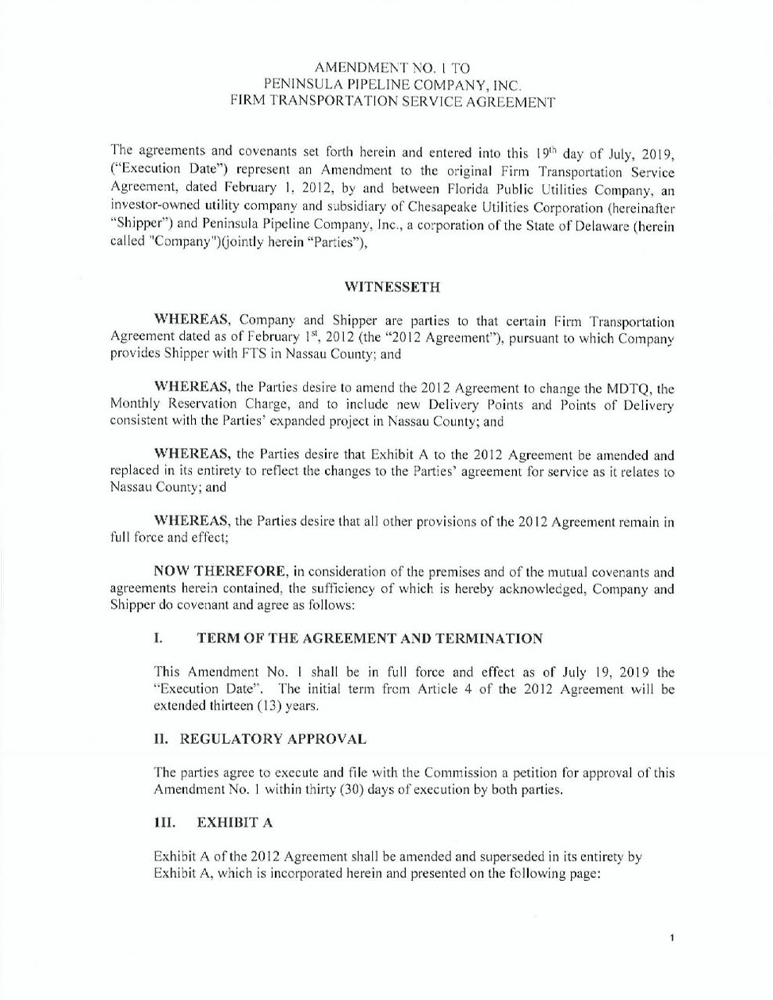 AMENDMENT NO. 1 TO
PENINSULA PIPELINE COMPANY, INC.
FIRM TRANSPORTATION SERVICE AGREEMENT
The agreements and covenants set forth herein and entered into this 19th day of July, 2019,
("Execution Date") represent an Amendment to the original Firm Transportation Service
Agreement, dated February 1, 2012, by and between Florida Public Utilities Company, an
investor-owned utility company and subsidiary of Chesapeake Utilities Corporation (hereinafter
"Shipper") and Peninsula Pipeline Company, Inc., a corporation of the State of Delaware (herein
called "Company")(jointly herein "Parties"),
WITNESSETH
WHEREAS, Company and Shipper are parties to that certain Firm Transportation
Agreement dated as of February 1st, 2012 (the "2012 Agreement"), pursuant to which Company
provides Shipper with FTS in Nassau County; and
WHEREAS, the Parties desire to amend the 2012 Agreement to change the MDTQ, the
Monthly Reservation Charge, and to include new Delivery Points and Points of Delivery
consistent with the Parties' expanded project in Nassau County; and
WHEREAS, the Parties desire that Exhibit A to the 2012 Agreement be amended and
replaced in its entirety to reflect the changes to the Parties' agreement for service as it relates to
Nassau County; and
WHEREAS, the Parties desire that all other provisions of the 2012 Agreement remain in
full force and effect;
NOW THEREFORE, in consideration of the premises and of the mutual covenants and
agreements herein contained, the sufficiency of which is hereby acknowledged, Company and
Shipper do covenant and agree as follows:
I. TERM OF THE AGREEMENT AND TERMINATION
This Amendment No. 1 shall be in full force and effect as of July 19, 2019 the
"Execution Date". The initial term from Article 4 of the 2012 Agreement will be
extended thirteen (13) years.
II. REGULATORY APPROVAL
The parties agree to execute and file with the Commission a petition for approval of this
Amendment No. 1 within thirty (30) days of execution by both parties.
III. EXHIBIT A
Exhibit A of the 2012 Agreement shall be amended and superseded in its entirety by
Exhibit A, which is incorporated herein and presented on the following page:
1